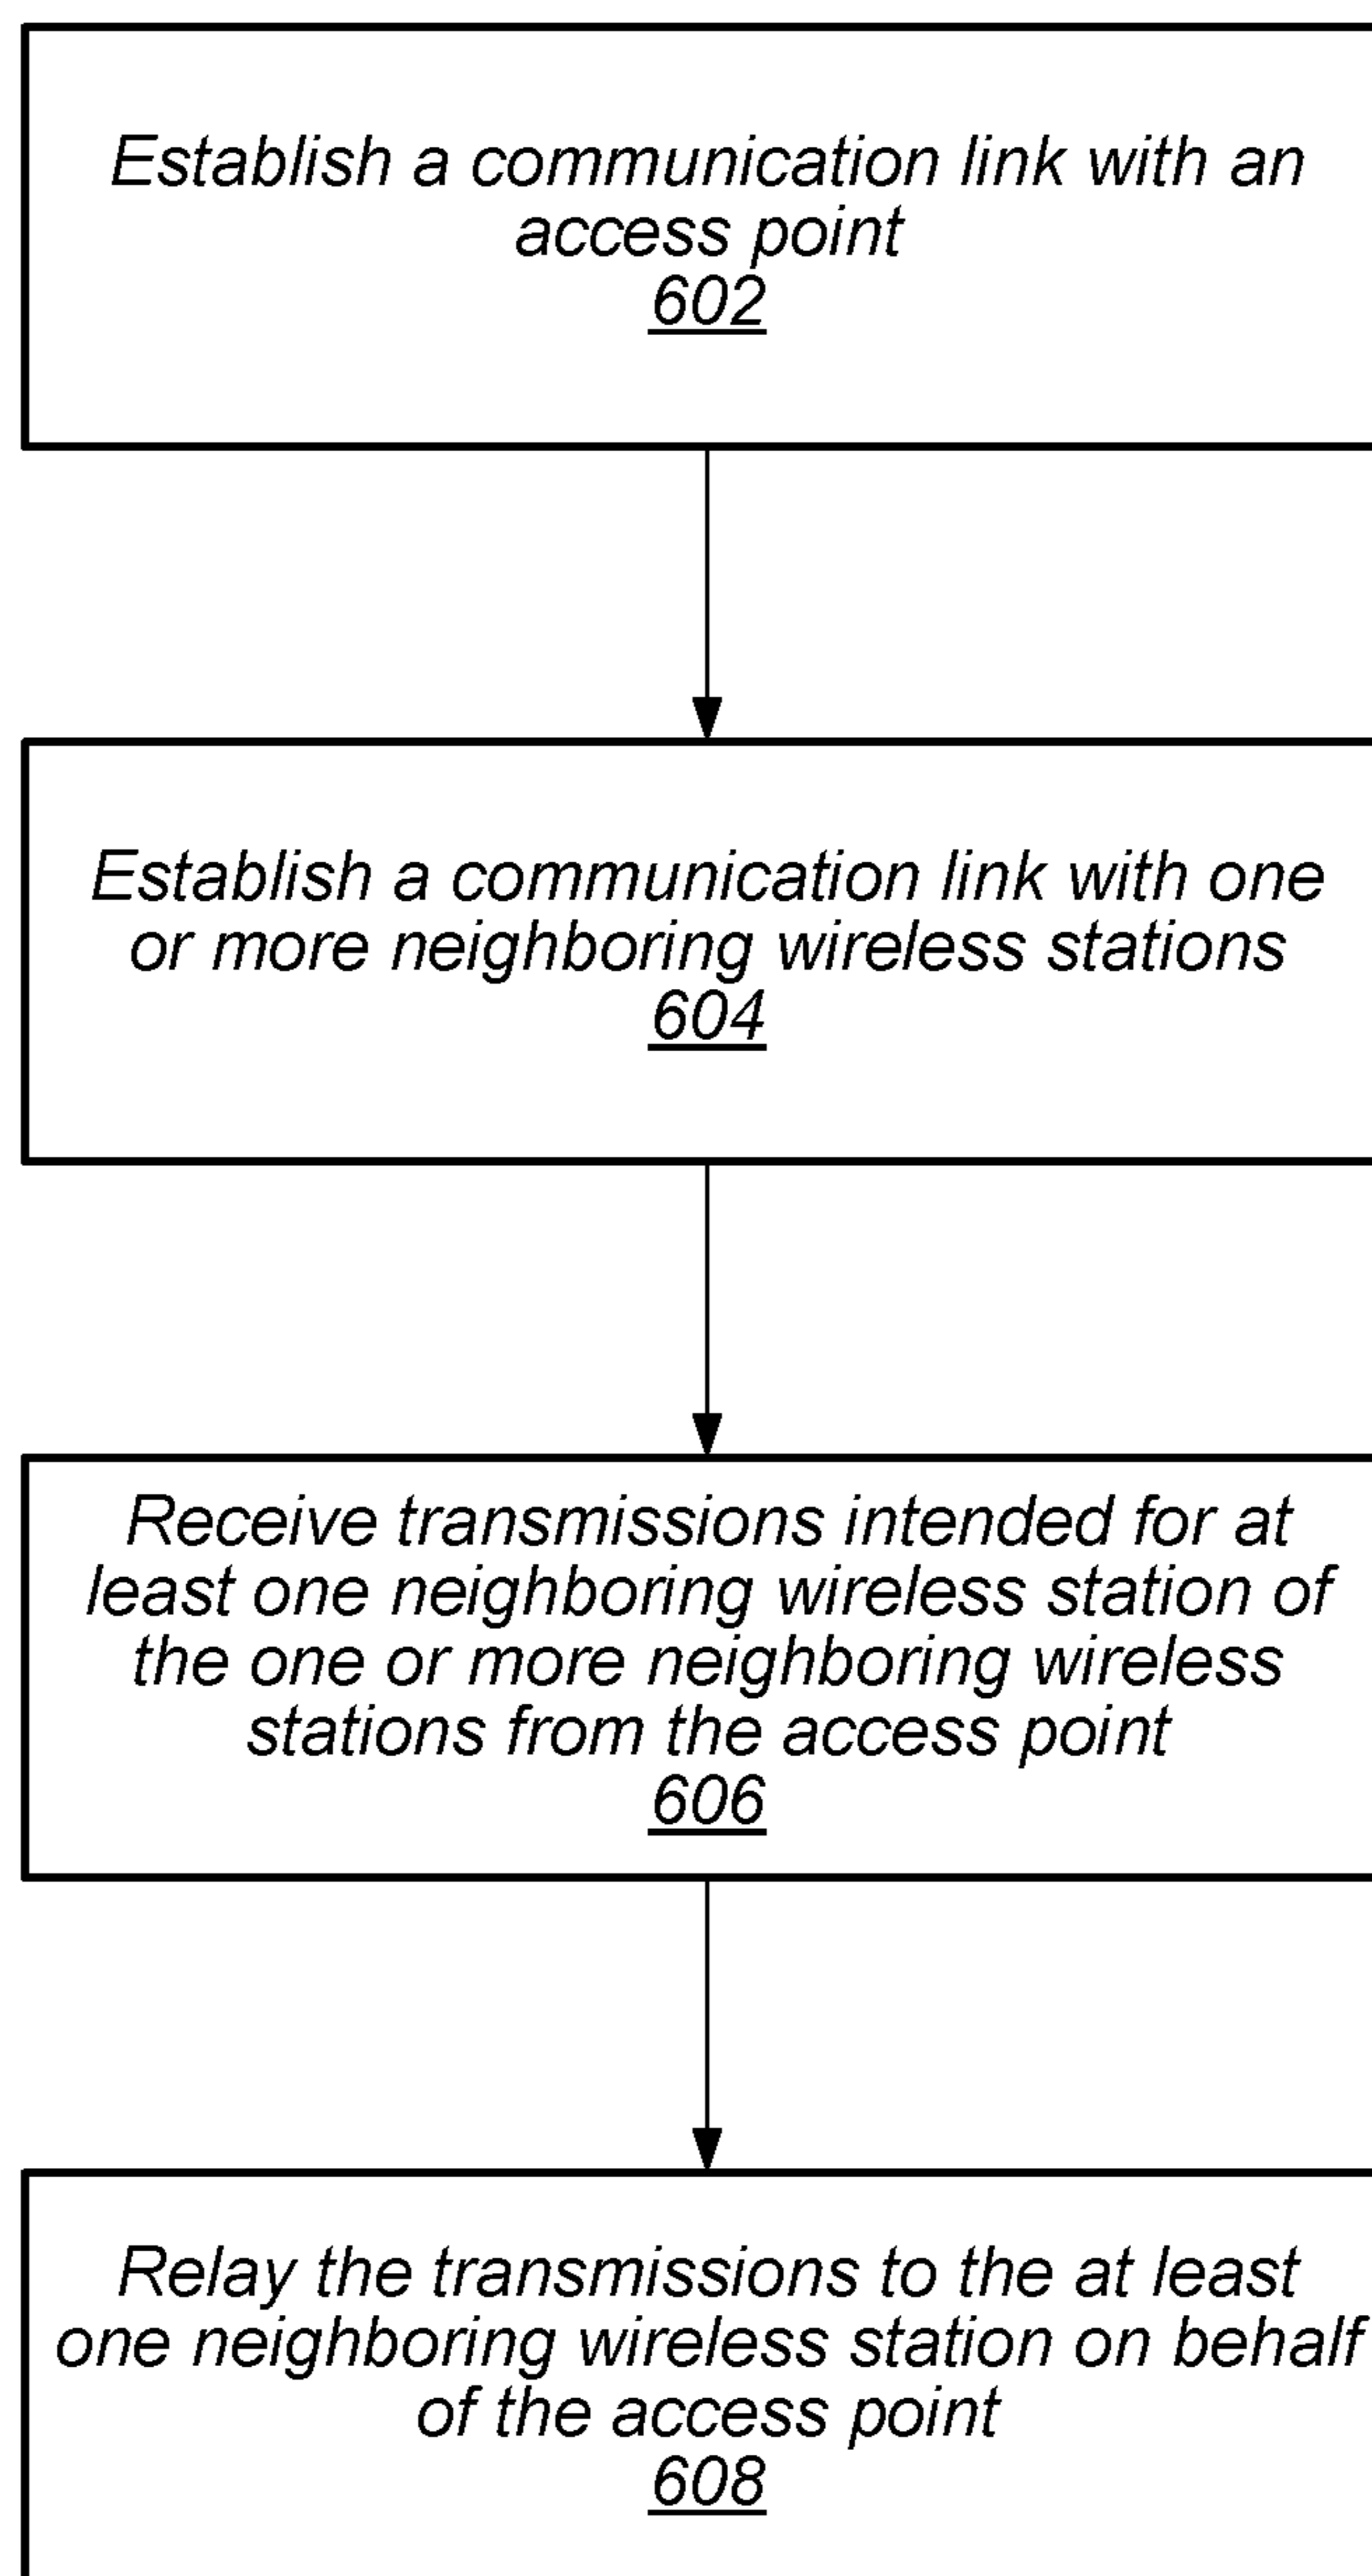 Establish a communication link with an
access point
602
Establish a communication link with one
or more neighboring wireless stations
604
Receive transmissions intended for at
least one neighboring wireless station of
the one or more neighboring wireless
stations from the access point
606
Relay the transmissions to the at least
one neighboring wireless station on behalf
of the access point
608